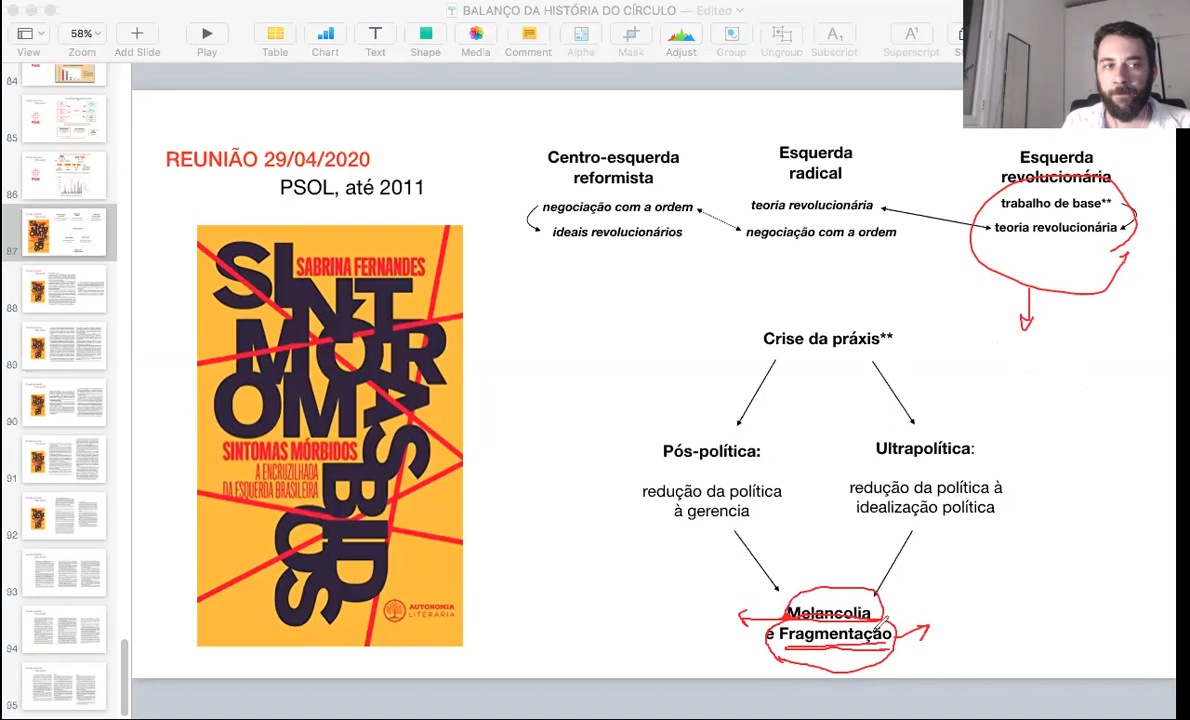 BALANÇO DA HISTÓRIA DO CÍRCULO — Edited
58%
View
Zoom
Add Slide
Play
Table
Chart
Text
Shape
Media
Comment
Alpha
Mask
Adjust
Group
Ungroup
Subscript
Superscript
84
85
86
87
88
89
90
91
92
93
94
95
REUNIÃO 29/04/2020
PSOL, até 2011
SINTOMAS MÓRBIDOS
SABRINA FERNANDES
SINTOMAS MÓRBIDOS
A ENCRUZILHADA
DA ESQUERDA BRASILEIRA
AUTONOMIA
LITERÁRIA
Centro-esquerda
reformista
negociação com a ordem
ideais revolucionários
Esquerda
radical
teoria revolucionária
negociação com a ordem
Esquerda
revolucionária
trabalho de base**
teoria revolucionária
Crise da práxis**
Pós-política:
redução da política
à gerencia
Ultrapolítica:
redução da política à
idealização política
Melancolia
e Fragmentação